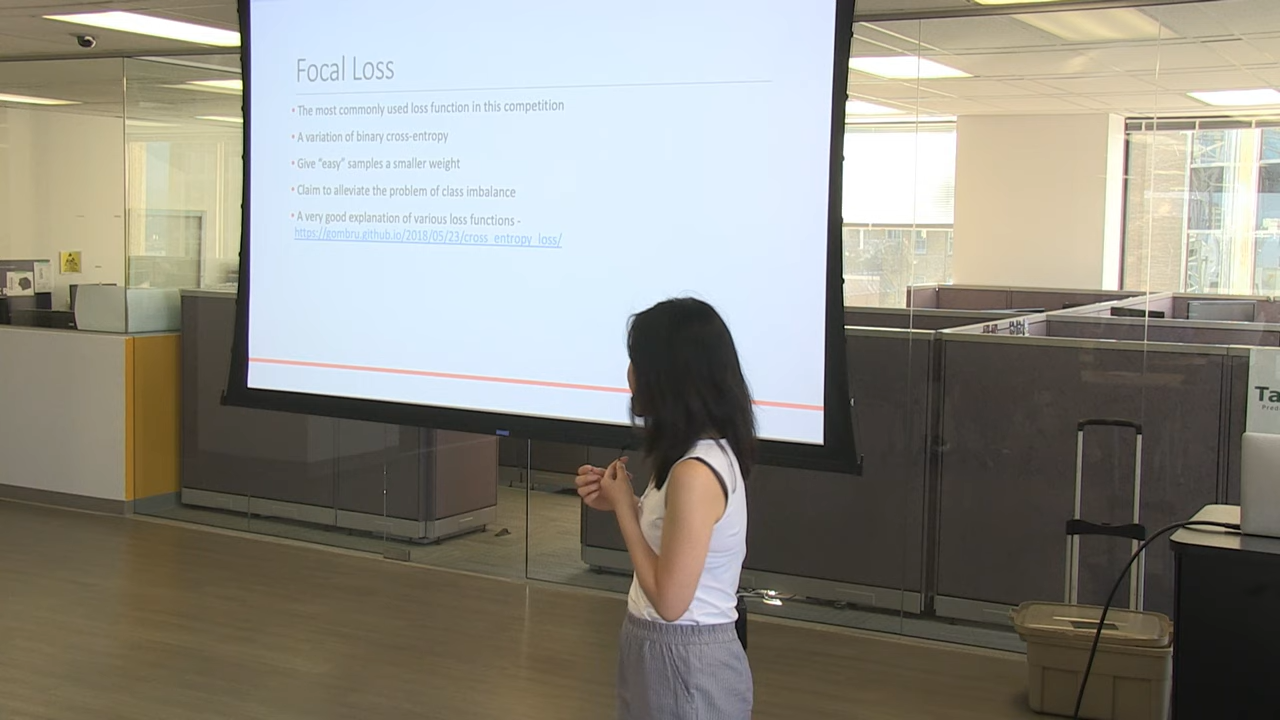 Focal Loss
• The most commonly used loss function in this competition
• A variation of binary cross-entropy
• Give “easy” samples a smaller weight
• Claim to alleviate the problem of class imbalance
• A very good explanation of various loss functions -
https://gombru.github.io/2018/05/23/cross_entropy_loss/
Ta